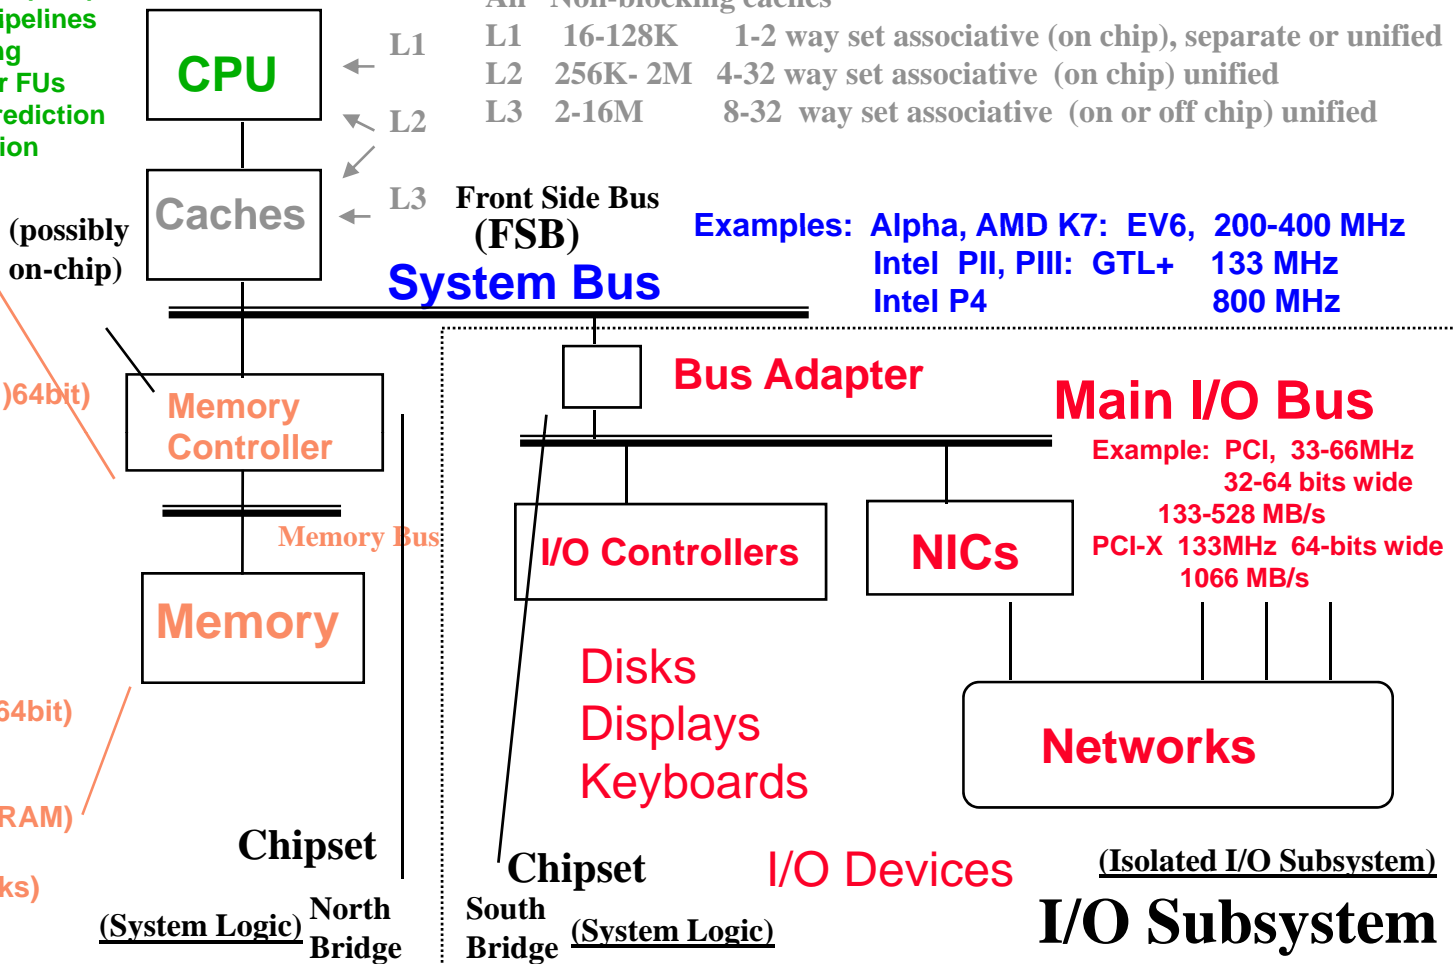 ipelines
ng
r FUs
rediction
ion
CPU
L1
L2
L3
Non-blocking caches
L1 16-128K 1-2 way set associative (on chip), separate or unified
L2 256K- 2M 4-32 way set associative (on chip) unified
L3 2-16M 8-32 way set associative (on or off chip) unified
Caches
(possibly
on-chip)
Front Side Bus
(FSB)
System Bus
Examples: Alpha, AMD K7: EV6, 200-400 MHz
Intel PII, PIII: GTL+ 133 MHz
Intel P4 800 MHz
)64bit)
Memory
Controller
Bus Adapter
Main I/O Bus
Example: PCI, 33-66MHz
32-64 bits wide
133-528 MB/s
PCI-X 133MHz 64-bits wide
1066 MB/s
Memory Bus
I/O Controllers
NICs
Memory
Disks
Displays
Keyboards
Networks
64bit)
RAM)
ks)
Chipset
(System Logic)
North
Bridge
Chipset
South
Bridge
(System Logic)
I/O Devices
(Isolated I/O Subsystem)
I/O Subsystem